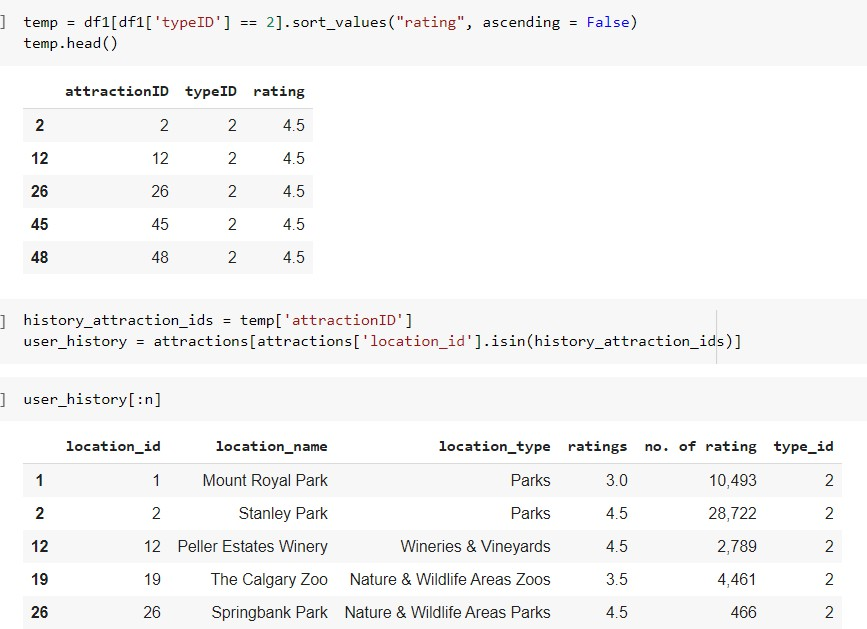 ] temp = df1[df1['typeID'] == 2].sort_values("rating", ascending = False)
temp.head()
attractionID typeID rating
2 2 2 4.5
12 12 2 4.5
26 26 2 4.5
45 45 2 4.5
48 48 2 4.5
] history_attraction_ids = temp['attractionID']
user_history = attractions[attractions['location_id'].isin(history_attraction_ids)]
] user_history[:n]
location_id location_name location_type ratings no. of rating type_id
1 1 Mount Royal Park Parks 3.0 10,493 2
2 2 Stanley Park Parks 4.5 28,722 2
12 12 Peller Estates Winery Wineries & Vineyards 4.5 2,789 2
19 19 The Calgary Zoo Nature & Wildlife Areas Zoos 3.5 4,461 2
26 26 Springbank Park Nature & Wildlife Areas Parks 4.5 466 2